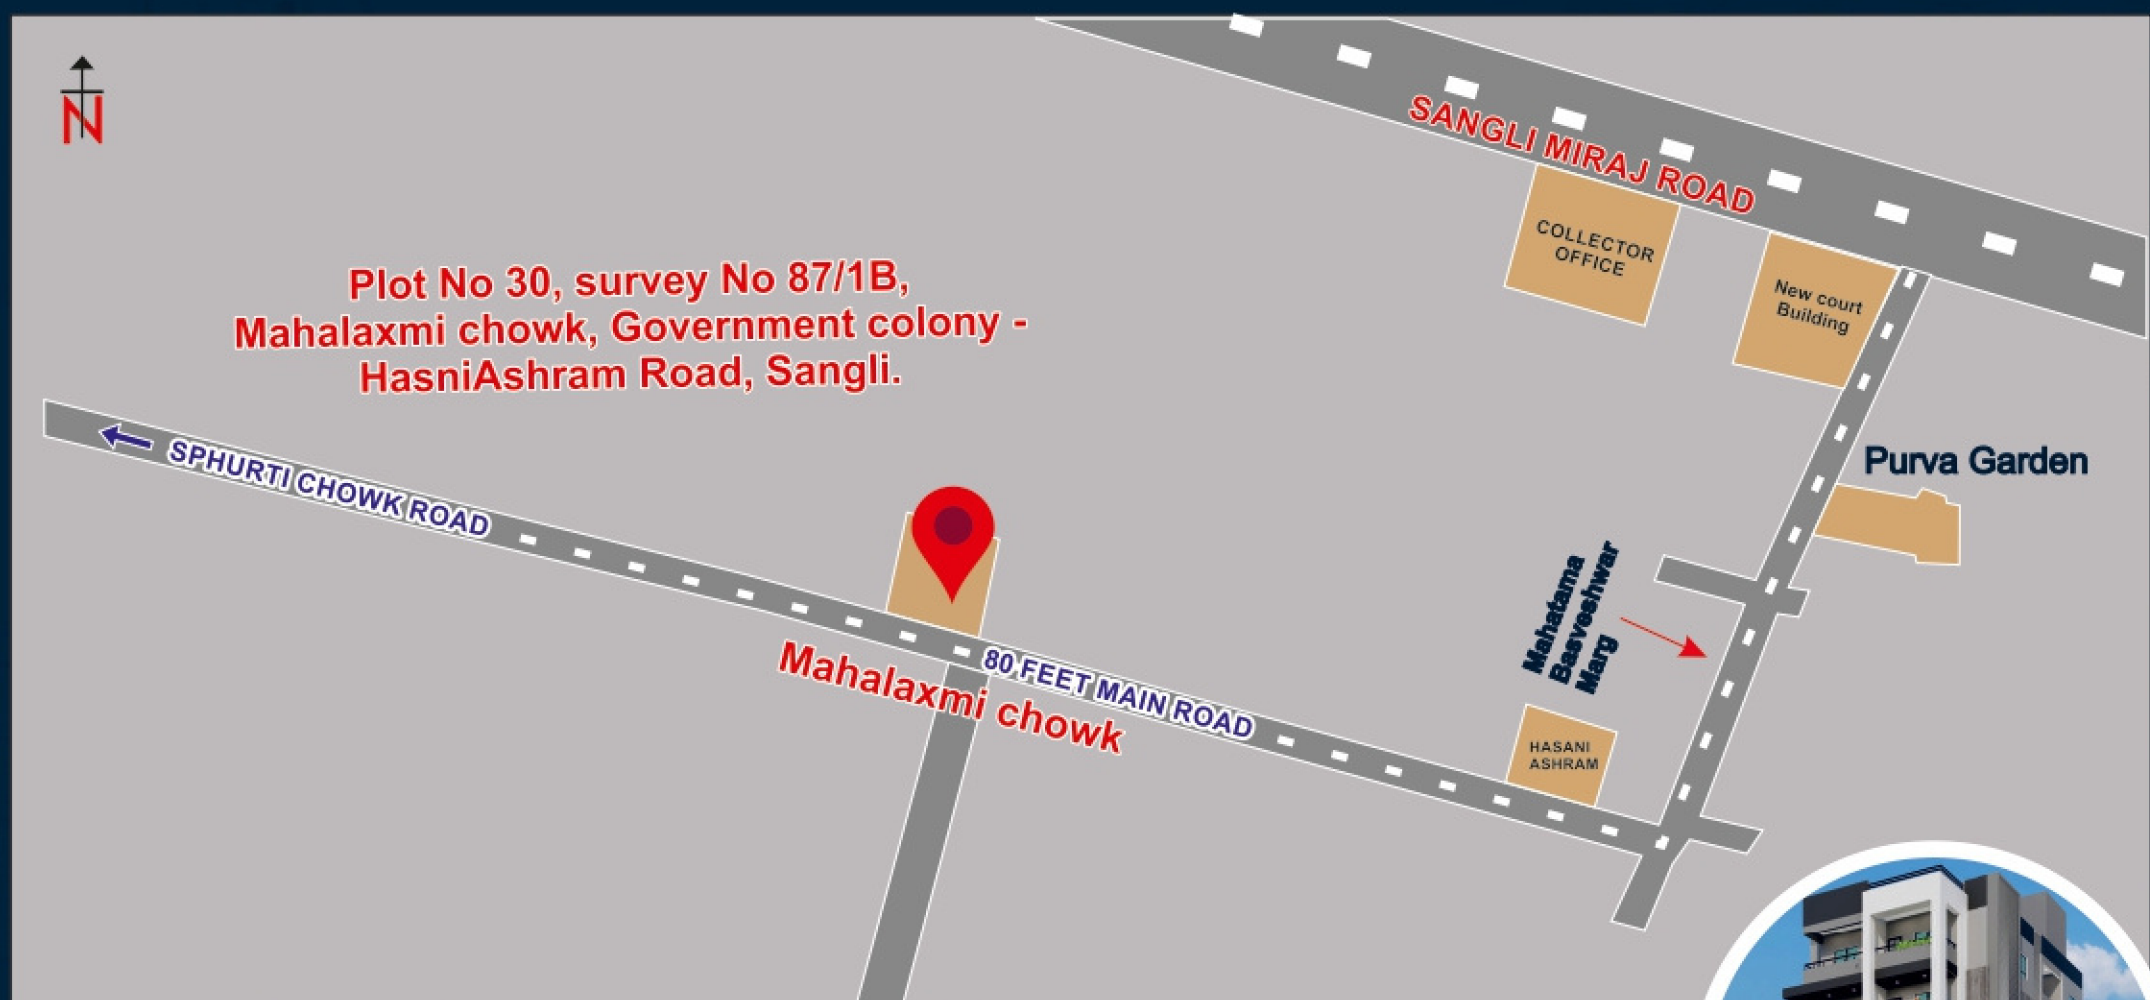 N
SANGLI MIRAJ ROAD
COLLECTOR
OFFICE
New court
Building
Plot No 30, survey No 87/1B,
Mahalaxmi chowk, Government colony -
HasniAshram Road, Sangli.
SPHURTI CHOWK ROAD
Purva Garden
Mahatama
Basveshwar
Marg
80 FEET MAIN ROAD
Mahalaxmi chowk
HASANI
ASHRAM